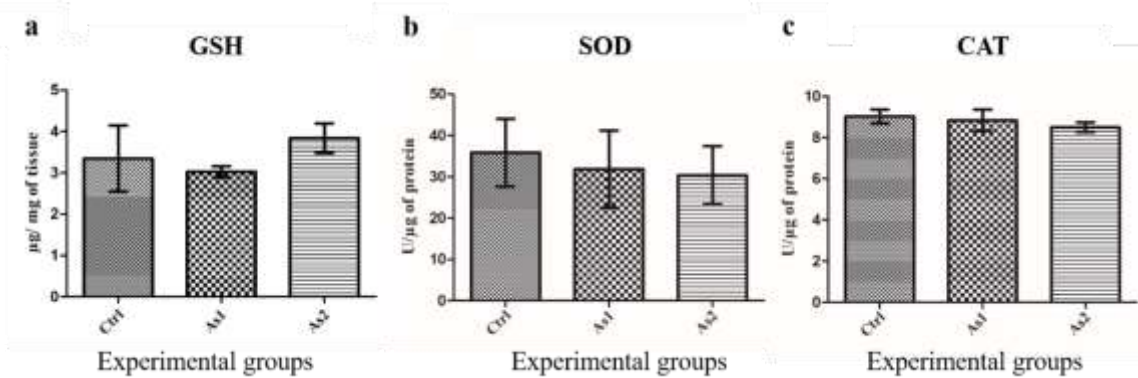 a
GSH
µg/ mg of tissue
5
4
3
2
1
0
Ctrl
As1
As2
Experimental groups
b
SOD
U/µg of protein
50
40
30
20
10
0
Ctrl
As1
As2
Experimental groups
c
CAT
U/µg of protein
10
8
6
4
2
0
Ctrl
As1
As2
Experimental groups